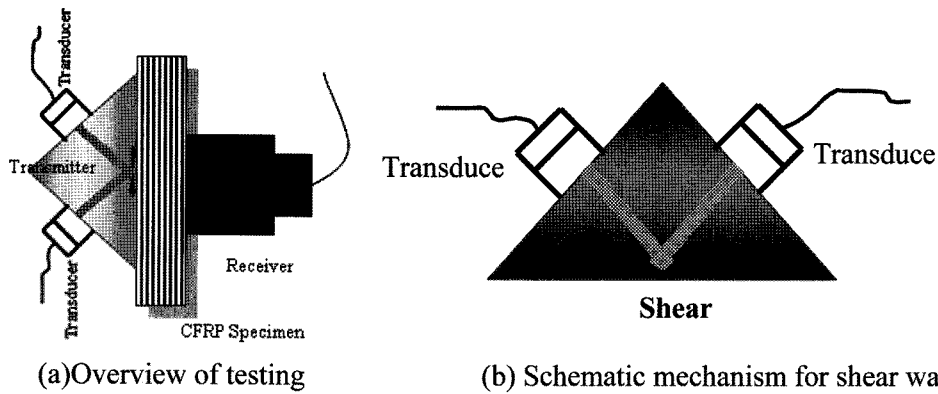 Transducer
Transmitter
Transducer
Receiver
CFRP Specimen
(a)Overview of testing
Transduce
Transduce
Shear
(b) Schematic mechanism for shear wa